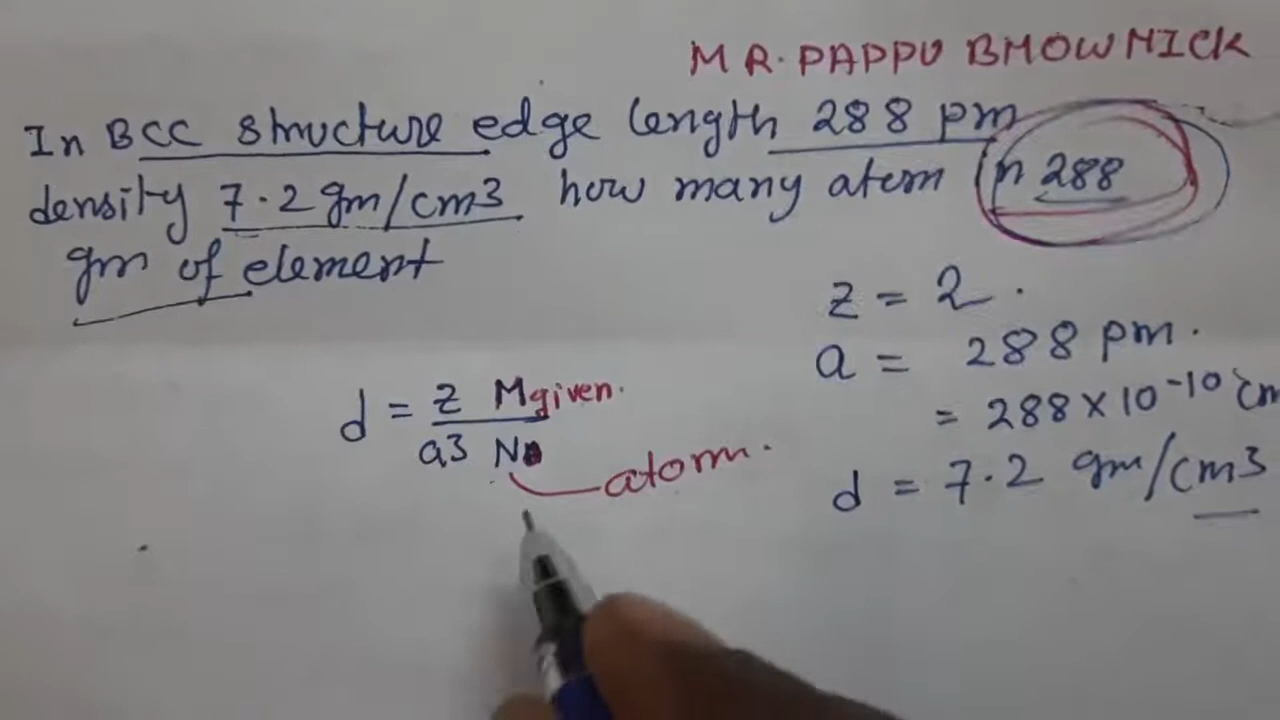 MR. PAPPU BHOWMICK
In BCC structure edge length 288 pm
density 7.2 gm/cm3 how many atom in 288
gm of element
z = 2.
a = 288 pm.
= 288 × 10-10 cm
d = 7.2 gm/cm3
d = z Mgiven.
a3 N
atom.